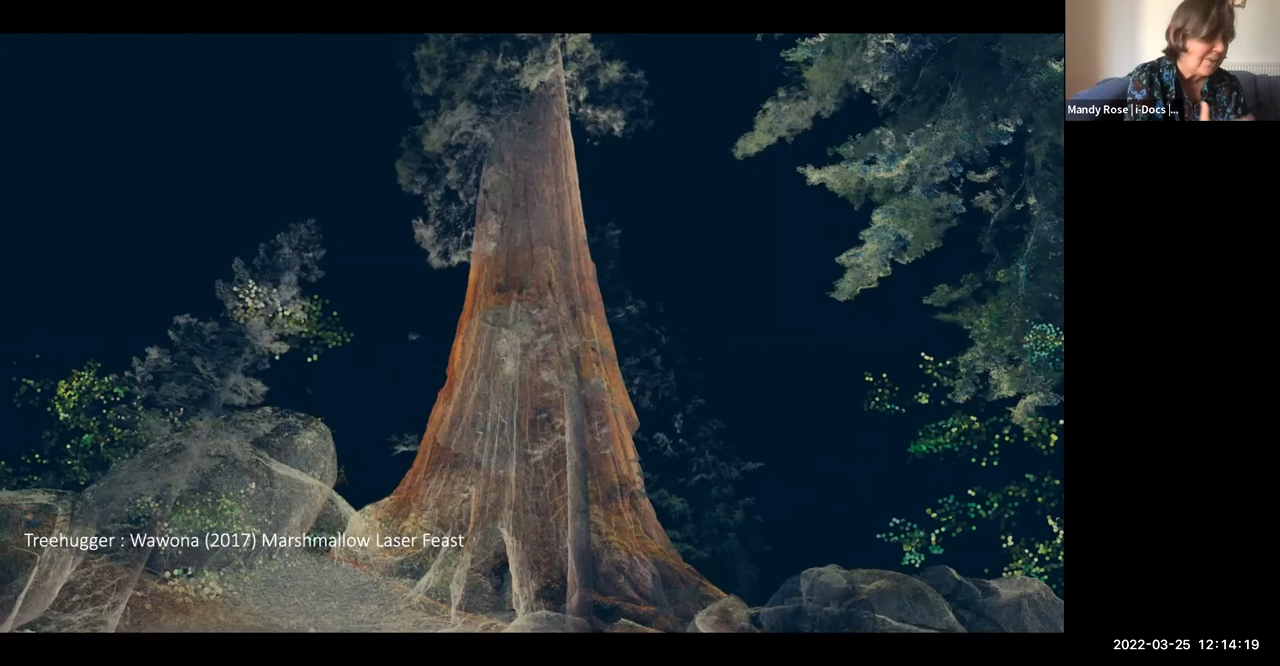 Mandy Rose | i-Docs |...
Treehugger : Wawona (2017) Marshmallow Laser Feast
2022-03-25 12:14:19